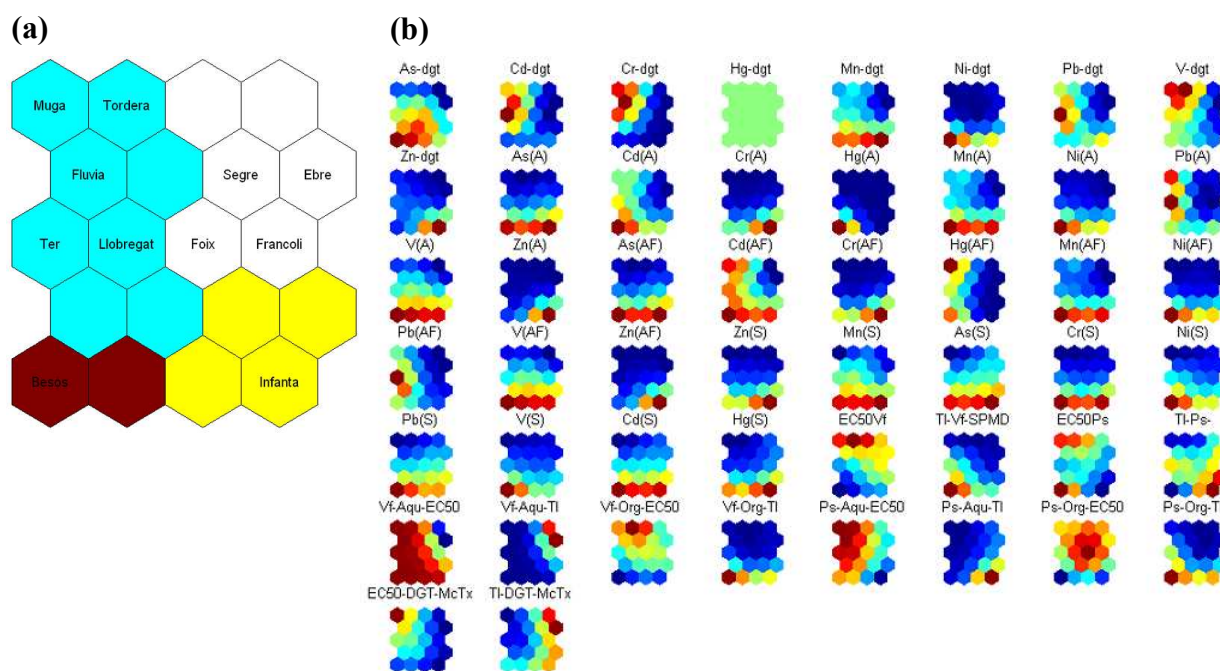 (a)
(b)
Muga Tordera
Fluvia Segre Ebre
Ter Llobregat Foix Francoli
Besos Infanta
As-dgt Cd-dgt Cr-dgt Hg-dgt Mn-dgt Ni-dgt Pb-dgt V-dgt
Zn-dgt As(A) Cd(A) Cr(A) Hg(A) Mn(A) Ni(A) Pb(A)
V(A) Zn(A) As(AF) Cd(AF) Cr(AF) Hg(AF) Mn(AF) Ni(AF)
Pb(AF) V(AF) Zn(AF) Zn(S) Mn(S) As(S) Cr(S) Ni(S)
Pb(S) V(S) Cd(S) Hg(S) EC50Vf TI-Vf-SPMD EC50Ps TI-Ps-
Vf-Aqu-EC50 Vf-Aqu-TI Vf-Org-EC50 Vf-Org-TI Ps-Aqu-EC50 Ps-Aqu-TI Ps-Org-EC50 Ps-Org-T
EC50-DGT-McTx TI-DGT-McTx